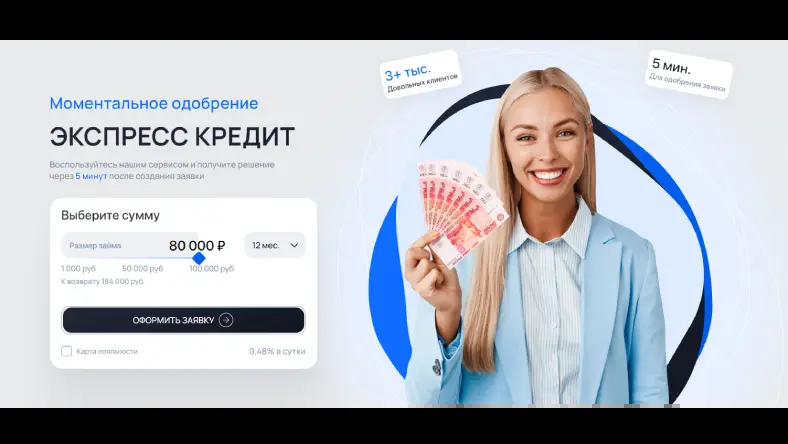 Моментальное одобрение
ЭКСПРЕСС КРЕДИТ
Воспользуйтесь нашим сервисом и получите решение
через 5 минут после создания заявки
Выберите сумму
Размер займа 80 000 ₽ 12 мес.
1 000 руб 50 000 руб 100 000 руб
К возврату 184 000 руб
ОФОРМИТЬ ЗАЯВКУ
Карта лояльности 0.48% в сутки
3+ тыс.
Довольных клиентов
5 мин.
Для одобрения заявки